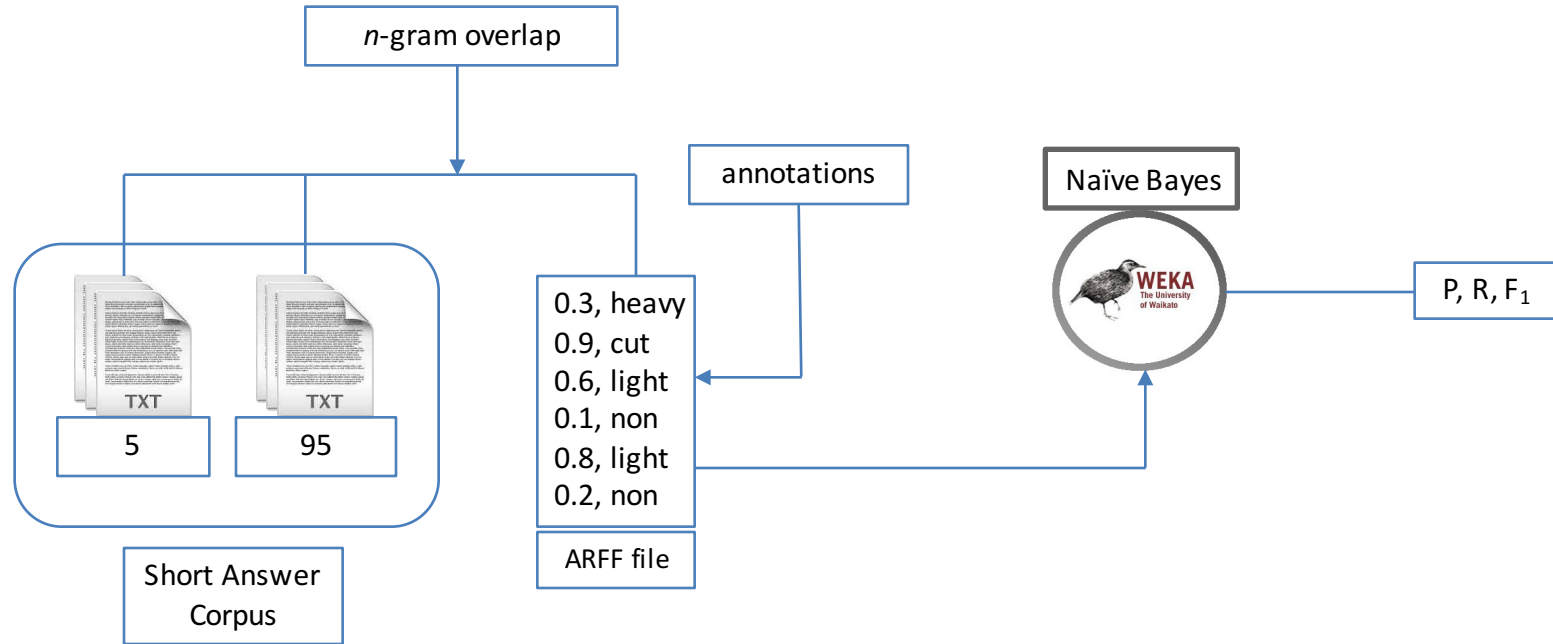 n-gram overlap
annotations
Naïve Bayes
WEKA
The University
of Waikato
P, R, F₁
0.3, heavy
0.9, cut
0.6, light
0.1, non
0.8, light
0.2, non
TXT
TXT
5
95
ARFF file
Short Answer
Corpus